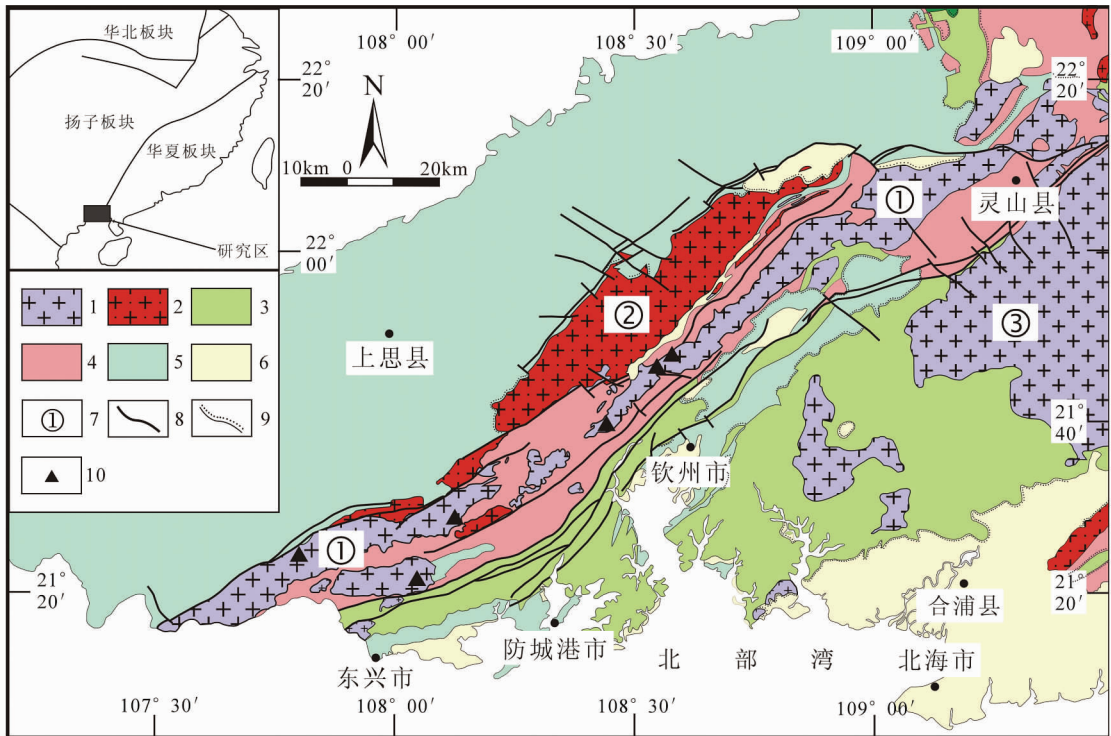 华北板块
扬子板块
华夏板块
研究区
108° 00′
108° 30′
109° 00′
22° 20′
22° 20′
N
10km 0 20km
22° 00′
灵山县
①
②
③
上思县
21° 40′
钦州市
①
21° 20′
21° 20′
合浦县
防城港市
北部湾
北海市
东兴市
107° 30′
108° 00′
108° 30′
109° 00′
1
2
3
4
5
6
① 7
8
9
10